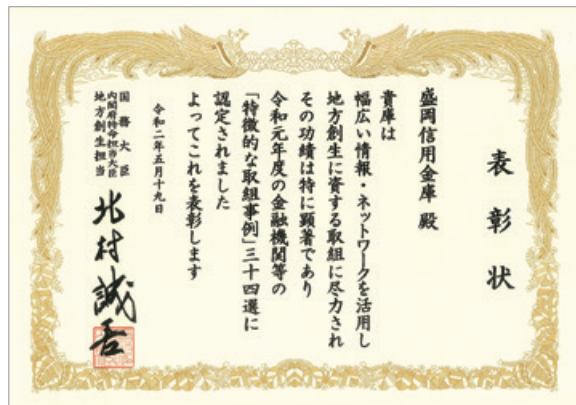 表彰状
盛岡信用金庫 殿
貴庫は
幅広い情報・ネットワークを活用し
地方創生に資する取組に尽力され
その功績は特に顕著であり
令和元年度の金融機関等の
「特徴的な取組事例」三十四選に
認定されました
よってこれを表彰します
令和二年五月十九日
国務大臣
内閣府特命担当大臣
地方創生担当
北村誠吾